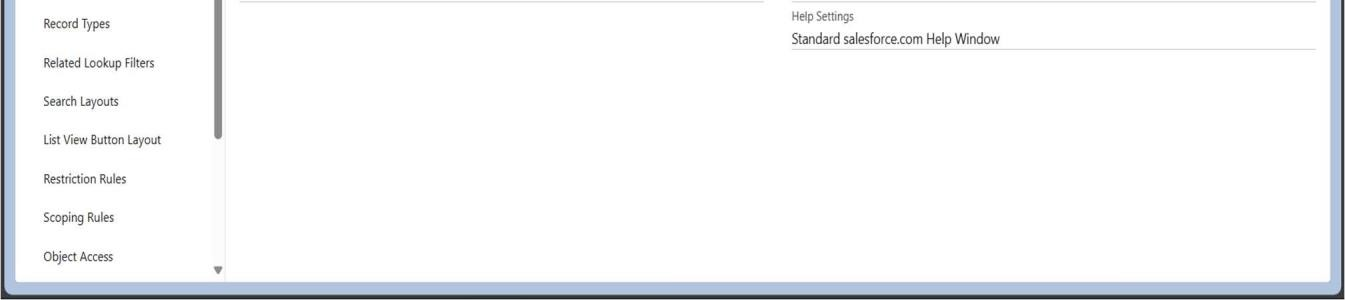 Record Types
Related Lookup Filters
Search Layouts
List View Button Layout
Restriction Rules
Scoping Rules
Object Access
Help Settings
Standard salesforce.com Help Window